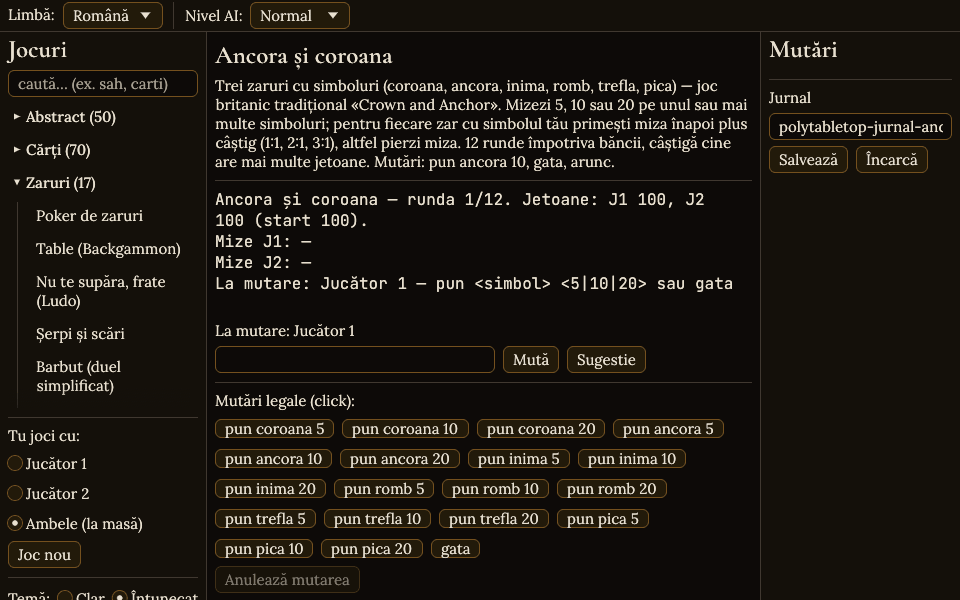 Limbă: Română ▼ Nivel AI: Normal ▼
Jocuri
caută... (ex. sah, carti)
▸ Abstract (50)
▸ Cărți (70)
▾ Zaruri (17)
Poker de zaruri
Table (Backgammon)
Nu te supăra, frate
(Ludo)
Șerpi și scări
Barbut (duel
simplificat)
Tu joci cu:
Jucător 1
Jucător 2
Ambele (la masă)
Joc nou
Temă: Clar Întunecat
Ancora și coroana
Trei zaruri cu simboluri (coroana, ancora, inima, romb, trefla, pica) — joc
britanic tradițional «Crown and Anchor». Mizezi 5, 10 sau 20 pe unul sau mai
multe simboluri; pentru fiecare zar cu simbolul tău primești miza înapoi plus
câștig (1:1, 2:1, 3:1), altfel pierzi miza. 12 runde împotriva băncii, câștigă cine
are mai multe jetoane. Mutări: pun ancora 10, gata, arunc.
Ancora și coroana — runda 1/12. Jetoane: J1 100, J2
100 (start 100).
Mize J1: —
Mize J2: —
La mutare: Jucător 1 — pun <simbol> <5|10|20> sau gata
La mutare: Jucător 1
Mută Sugestie
Mutări legale (click):
pun coroana 5 pun coroana 10 pun coroana 20 pun ancora 5
pun ancora 10 pun ancora 20 pun inima 5 pun inima 10
pun inima 20 pun romb 5 pun romb 10 pun romb 20
pun trefla 5 pun trefla 10 pun trefla 20 pun pica 5
pun pica 10 pun pica 20 gata
Anulează mutarea
Mutări
Jurnal
polytabletop-jurnal-anc
Salvează Încarcă